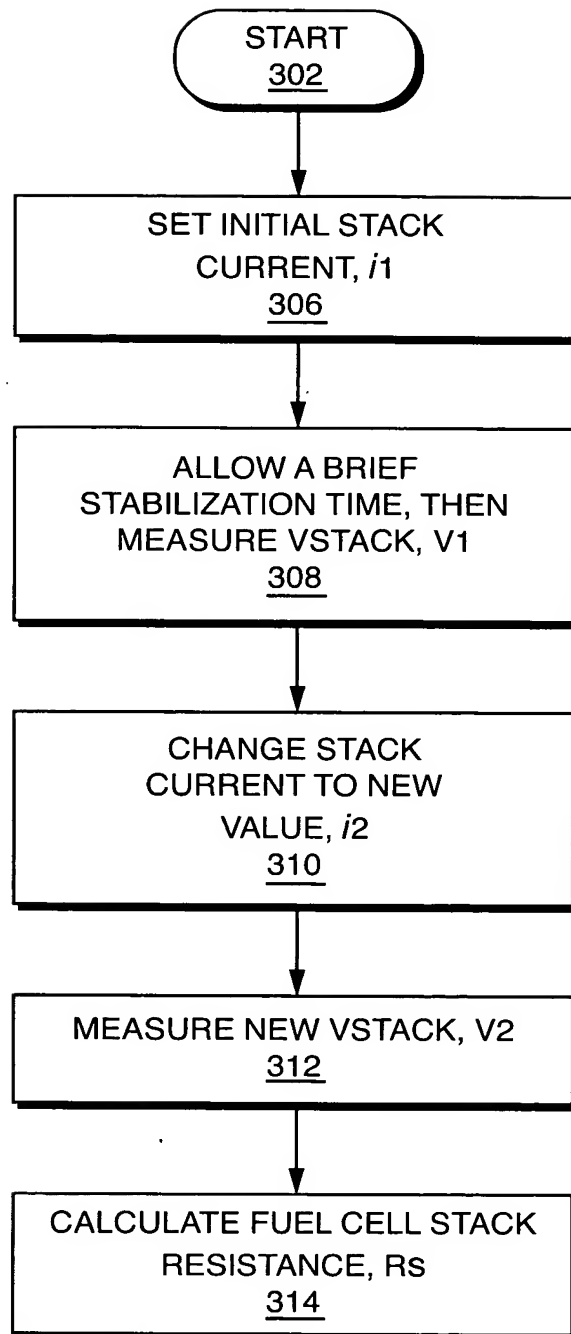 START
302
SET INITIAL STACK
CURRENT, i1
306
ALLOW A BRIEF
STABILIZATION TIME, THEN
MEASURE VSTACK, V1
308
CHANGE STACK
CURRENT TO NEW
VALUE, i2
310
MEASURE NEW VSTACK, V2
312
CALCULATE FUEL CELL STACK
RESISTANCE, Rs
314